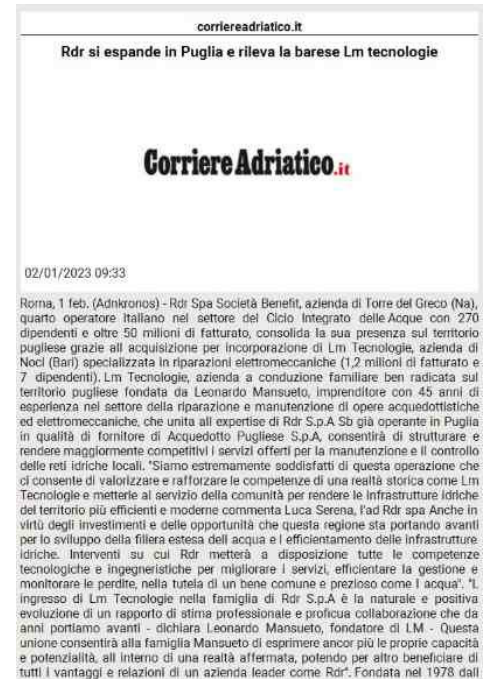 corriereadriatico.it
Rdr si espande in Puglia e rileva la barese Lm tecnologie
Corriere Adriatico.it
02/01/2023 09:33
Roma, 1 feb. (Adnkronos) - Rdr Spa Società Benefit, azienda di Torre del Greco (Na),
quarto operatore italiano nel settore del Ciclo Integrato delle Acque con 270
dipendenti e oltre 50 milioni di fatturato, consolida la sua presenza sul territorio
pugliese grazie all acquisizione per incorporazione di Lm Tecnologie, azienda di
Noci (Bari) specializzata in riparazioni elettromeccaniche (1,2 milioni di fatturato e
7 dipendenti). Lm Tecnologie, azienda a conduzione familiare ben radicata sul
territorio pugliese fondata da Leonardo Mansueto, imprenditore con 45 anni di
esperienza nel settore della riparazione e manutenzione di opere acquedottistiche
ed elettromeccaniche, che unita all expertise di Rdr S.p.A Sb già operante in Puglia
in qualità di fornitore di Acquedotto Pugliese S.p.A, consentirà di strutturare e
rendere maggiormente competitivi i servizi offerti per la manutenzione e il controllo
delle reti idriche locali. "Siamo estremamente soddisfatti di questa operazione che
ci consente di valorizzare e rafforzare le competenze di una realtà storica come Lm
Tecnologie e metterle al servizio della comunità per rendere le infrastrutture idriche
del territorio più efficienti e moderne commenta Luca Serena, l'ad Rdr spa Anche in
virtù degli investimenti e delle opportunità che questa regione sta portando avanti
per lo sviluppo della filiera estesa dell acqua e l efficientamento delle infrastrutture
idriche. Interventi su cui Rdr metterà a disposizione tutte le competenze
tecnologiche e ingegneristiche per migliorare i servizi, efficientare la gestione e
monitorare le perdite, nella tutela di un bene comune e prezioso come l acqua". "L
ingresso di Lm Tecnologie nella famiglia di Rdr S.p.A è la naturale e positiva
evoluzione di un rapporto di stima professionale e proficua collaborazione che da
anni portiamo avanti - dichiara Leonardo Mansueto, fondatore di LM - Questa
unione consentirà alla famiglia Mansueto di esprimere ancor più le proprie capacità
e potenzialità, all interno di una realtà affermata, potendo per altro beneficiare di
tutti i vantaggi e relazioni di un azienda leader come Rdr". Fondata nel 1978 dall